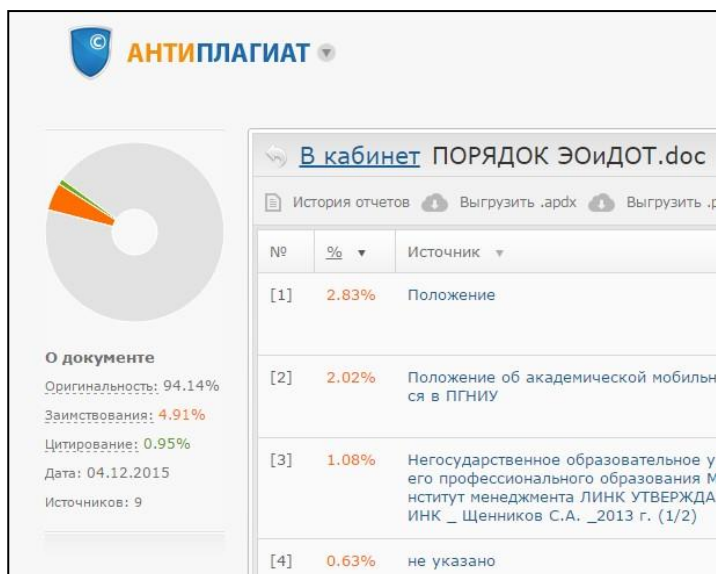 ©
АНТИПЛАГИАТ
О документе
Оригинальность: 94.14%
Заимствования: 4.91%
Цитирование: 0.95%
Дата: 04.12.2015
Источников: 9
В кабинет ПОРЯДОК ЭОиДОТ.doc
История отчетов Выгрузить .apdx Выгрузить .p
№ % Источник
[1] 2.83% Положение
[2] 2.02% Положение об академической мобильн
ся в ПГНИУ
[3] 1.08% Негосударственное образовательное у
его профессионального образования М
нститут менеджмента ЛИНК УТВЕРЖДА
ИНК _ Щенников С.А. _2013 г. (1/2)
[4] 0.63% не указано